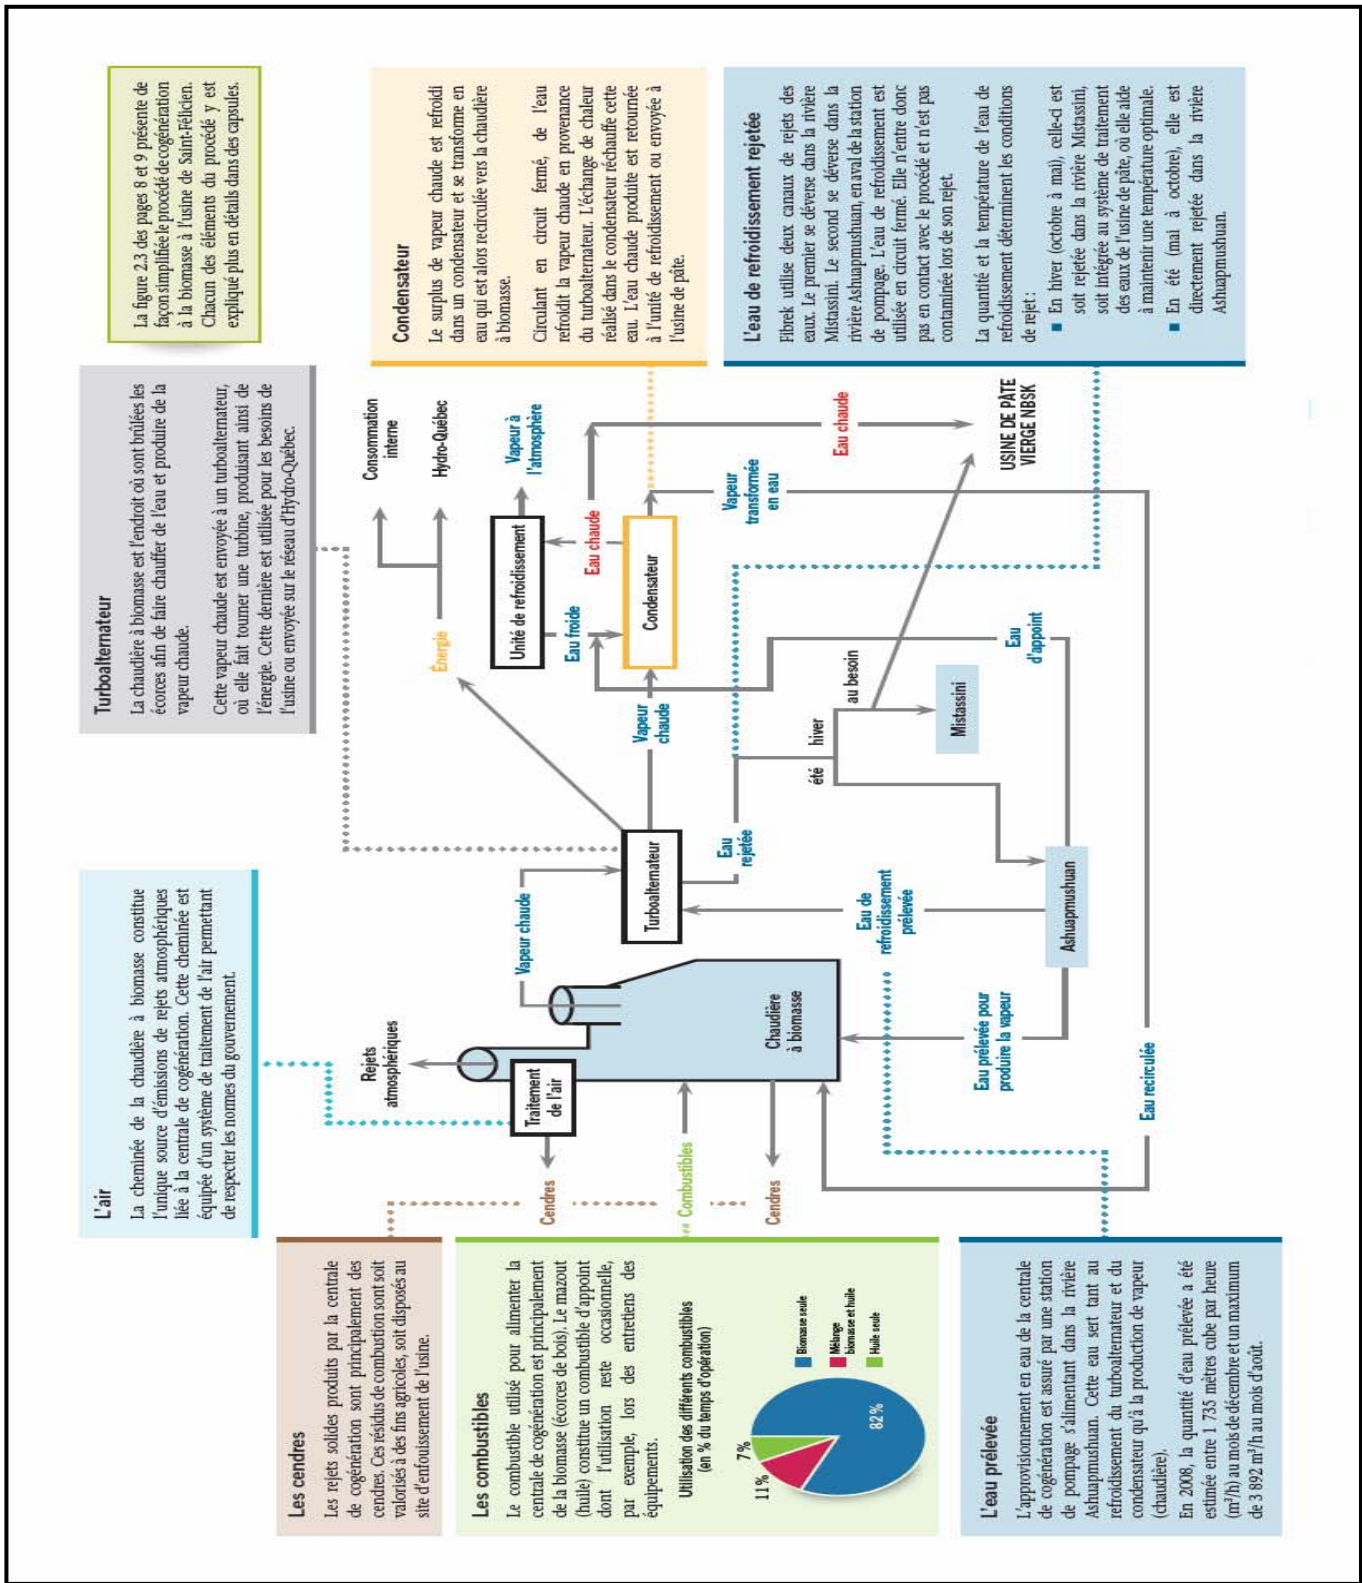 L'air
La cheminée de la chaudière à biomasse constitue
l'unique source d'émissions de rejets atmosphériques
liée à la centrale de cogénération. Cette cheminée est
équipée d'un système de traitement de l'air permettant
de respecter les normes du gouvernement.
Turboalternateur
La chaudière à biomasse est l'endroit où sont brûlées les
écorces afin de faire chauffer de l'eau et produire de la
vapeur chaude.
Cette vapeur chaude est envoyée à un turboalternateur,
où elle fait tourner une turbine, produisant ainsi de
l'énergie. Cette dernière est utilisée pour les besoins de
l'usine ou envoyée sur le réseau d'Hydro-Québec.
La figure 2.3 des pages 8 et 9 présente de
façon simplifiée le procédé de cogénération
à la biomasse à l'usine de Saint-Félicien.
Chacun des éléments du procédé y est
expliqué plus en détails dans des capsules.
Les cendres
Les rejets solides produits par la centrale
de cogénération sont principalement des
cendres. Ces résidus de combustion sont soit
valorisés à des fins agricoles, soit disposés au
site d'enfouissement de l'usine.
Les combustibles
Le combustible utilisé pour alimenter la
centrale de cogénération est principalement
de la biomasse (écorces de bois). Le mazout
(huile) constitue un combustible d'appoint
dont l'utilisation reste occasionnelle,
par exemple, lors des entretiens des
équipements.
Utilisation des différents combustibles
(en % du temps d'opération)
11%
7%
82%
Biomasse seule
Mélange
biomasse et huile
Huile seule
L'eau prélevée
L'approvisionnement en eau de la centrale
de cogénération est assuré par une station
de pompage s'alimentant dans la rivière
Ashuapmushuan. Cette eau sert tant au
refroidissement du turboalternateur et du
condensateur qu'à la production de vapeur
(chaudière).
En 2008, la quantité d'eau prélevée a été
estimée entre 1 735 mètres cube par heure
(m³/h) au mois de décembre et un maximum
de 3 892 m³/h au mois d'août.
Rejets
atmosphériques
Traitement
de l'air
Cendres
Combustibles
Cendres
Chaudière
à biomasse
Vapeur chaude
Turboalternateur
Énergie
Consommation
interne
Hydro-Québec
Unité de refroidissement
Vapeur à
l'atmosphère
Eau froide
Eau chaude
Vapeur
chaude
Condensateur
Vapeur
transformée
en eau
Eau chaude
USINE DE PÂTE
VIERGE NBSK
Eau
rejetée
été
hiver
au besoin
Mistassini
Eau
d'appoint
Eau de
refroidissement
prélevée
Ashuapmushuan
Eau prélevée pour
produire la vapeur
Eau recirculée
Condensateur
Le surplus de vapeur chaude est refroidi
dans un condensateur et se transforme en
eau qui est alors recirculée vers la chaudière
à biomasse.
Circulant en circuit fermé, de l'eau
refroidit la vapeur chaude en provenance
du turboalternateur. L'échange de chaleur
réalisé dans le condensateur réchauffe cette
eau. L'eau chaude produite est retournée
à l'unité de refroidissement ou envoyée à
l'usine de pâte.
L'eau de refroidissement rejetée
Fibrek utilise deux canaux de rejets des
eaux. Le premier se déverse dans la rivière
Mistassini. Le second se déverse dans la
rivière Ashuapmushuan, en aval de la station
de pompage. L'eau de refroidissement est
utilisée en circuit fermé. Elle n'entre donc
pas en contact avec le procédé et n'est pas
contaminée lors de son rejet.
La quantité et la température de l'eau de
refroidissement déterminent les conditions
de rejet :
■ En hiver (octobre à mai), celle-ci est
soit rejetée dans la rivière Mistassini,
soit intégrée au système de traitement
des eaux de l'usine de pâte, où elle aide
à maintenir une température optimale.
■ En été (mai à octobre), elle est
directement rejetée dans la rivière
Ashuapmushuan.